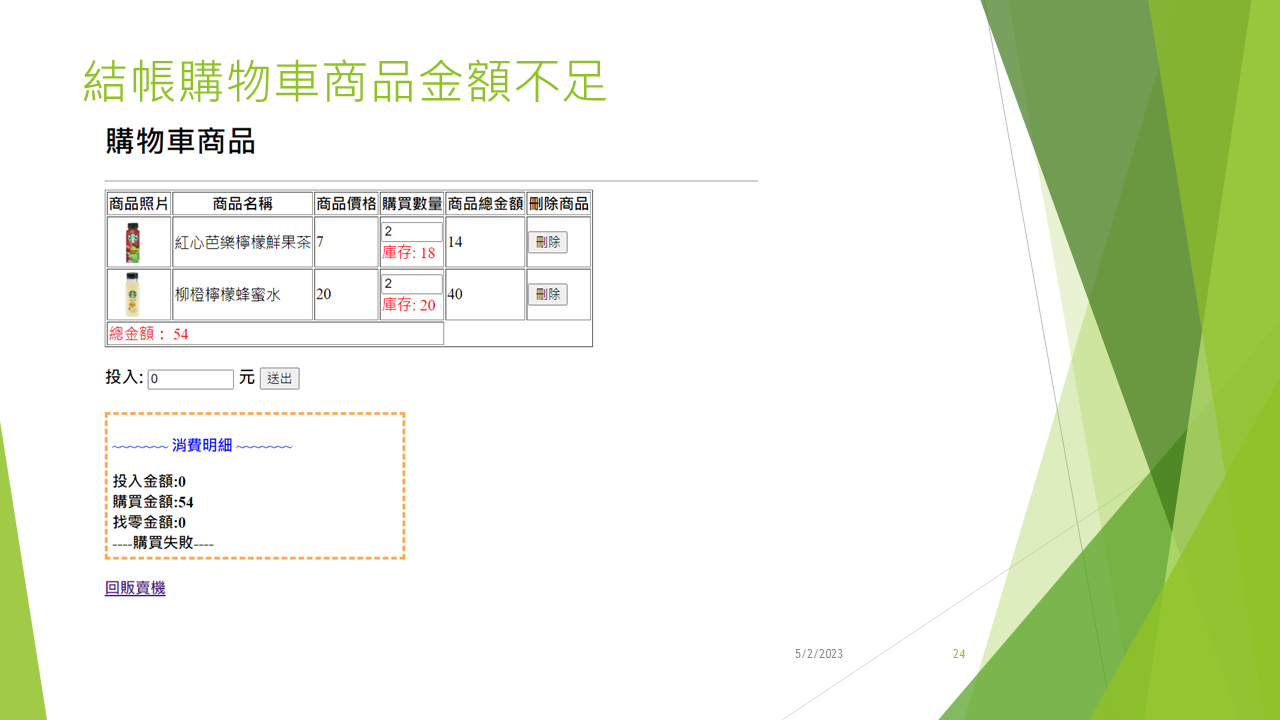 結帳購物車商品金額不足
購物車商品
商品照片 商品名稱 商品價格 購買數量 商品總金額 刪除商品
紅心芭樂檸檬鮮果茶 7 2 庫存: 18 14 刪除
柳橙檸檬蜂蜜水 20 2 庫存: 20 40 刪除
總金額： 54
投入: 0 元 送出
~~~~~~~ 消費明細 ~~~~~~~
投入金額:0
購買金額:54
找零金額:0
----購買失敗----
回販賣機
5/2/2023 24